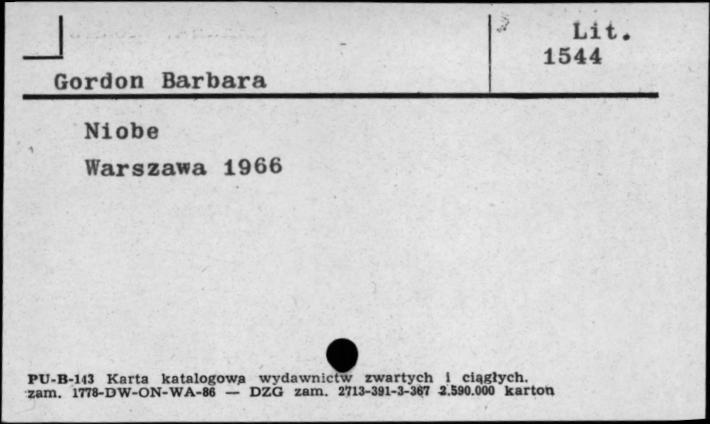 Lit.
1544
Gordon Barbara
Niobe
Warszawa 1966
PU-B-143 Karta katalogowa wydawnictw zwartych i ciągłych.
zam. 1778-DW-ON-WA-86 — DZG zam. 2713-391-3-367 2.590.000 karton